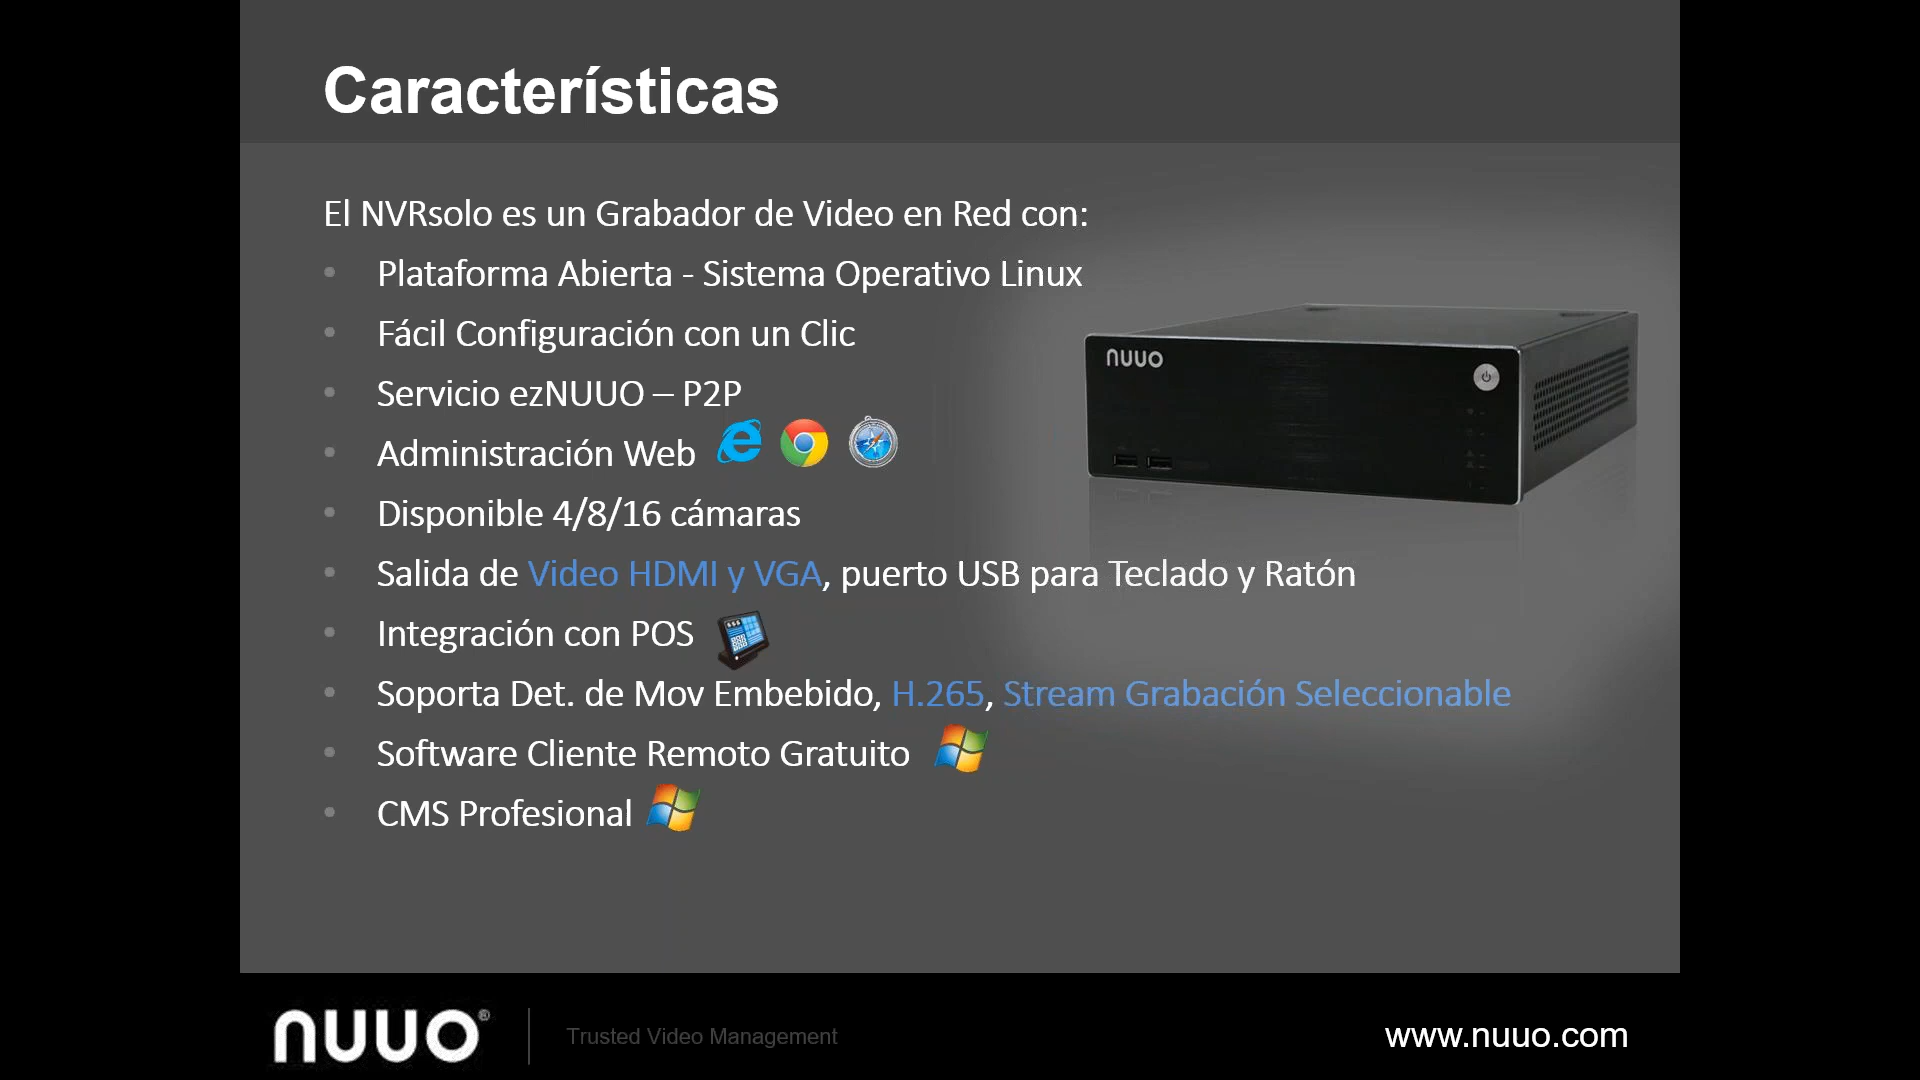 Características
El NVRsolo es un Grabador de Video en Red con:
• Plataforma Abierta - Sistema Operativo Linux
• Fácil Configuración con un Clic
nuuo
• Servicio ezNUUO – P2P
• Administración Web
• Disponible 4/8/16 cámaras
• Salida de Video HDMI y VGA, puerto USB para Teclado y Ratón
• Integración con POS
• Soporta Det. de Mov Embebido, H.265, Stream Grabación Seleccionable
• Software Cliente Remoto Gratuito
• CMS Profesional
nuuo® Trusted Video Management www.nuuo.com